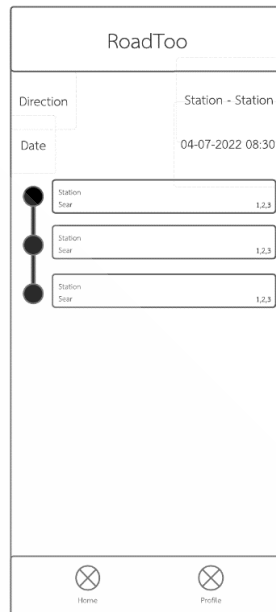 RoadToo
Direction Station - Station
Date 04-07-2022 08:30
Station
Sear 1,2,3
Station
Sear 1,2,3
Station
Sear 1,2,3
Home Profile